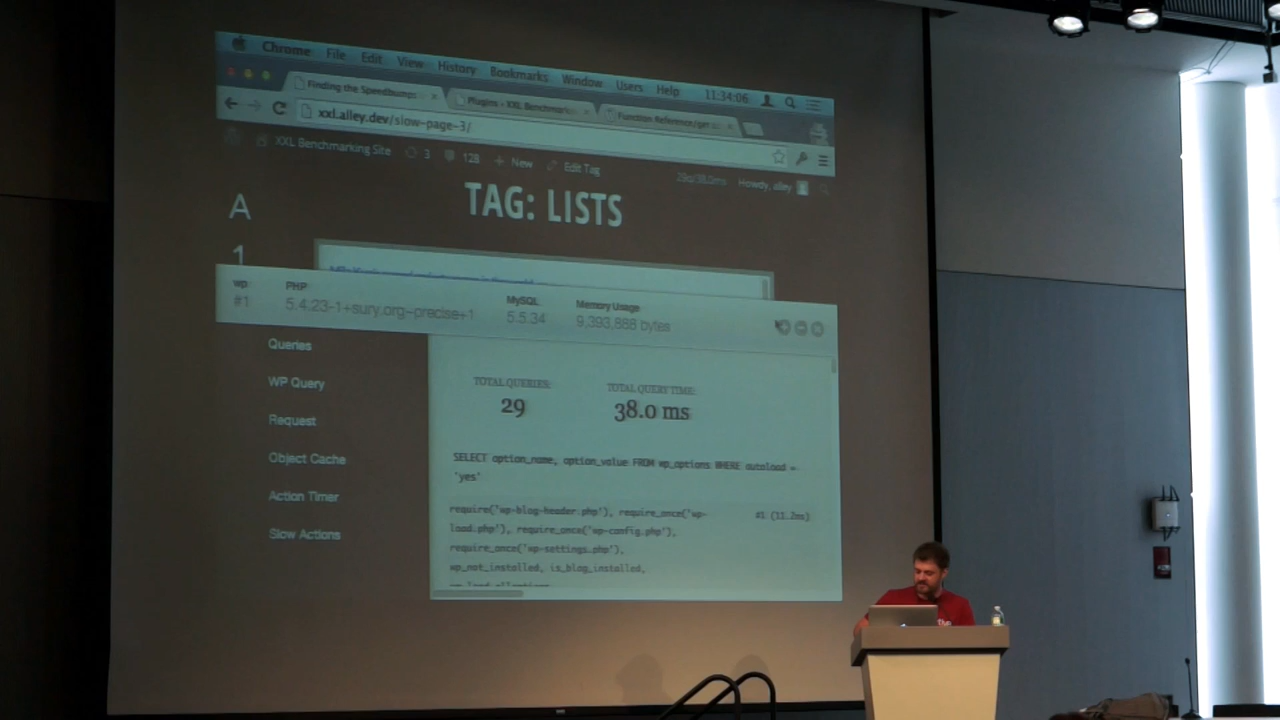 Chrome File Edit View History Bookmarks Window Users Help 11:34:06
Finding the Speedbumps Plugins ‹ XXL Benchmark Function Reference/get
xxl.alley.dev/slow-page-3/
XXL Benchmarking Site 3 128 + New Edit Tag Howdy, alley
A
TAG: LISTS
1
wp PHP MySQL Memory Usage
#1 5.4.23-1+sury.org~precise+1 5.5.34 9,393,888 bytes
Queries
WP Query
Request
Object Cache
Action Timer
Slow Actions
TOTAL QUERIES: TOTAL QUERY TIME:
29 38.0 ms
SELECT option_name, option_value FROM wp_options WHERE autoload =
'yes'
require('wp-blog-header.php'), require_once('wp- #1 (11.2ms)
load.php'), require_once('wp-config.php'),
require_once('wp-settings.php'),
wp_not_installed, is_blog_installed,